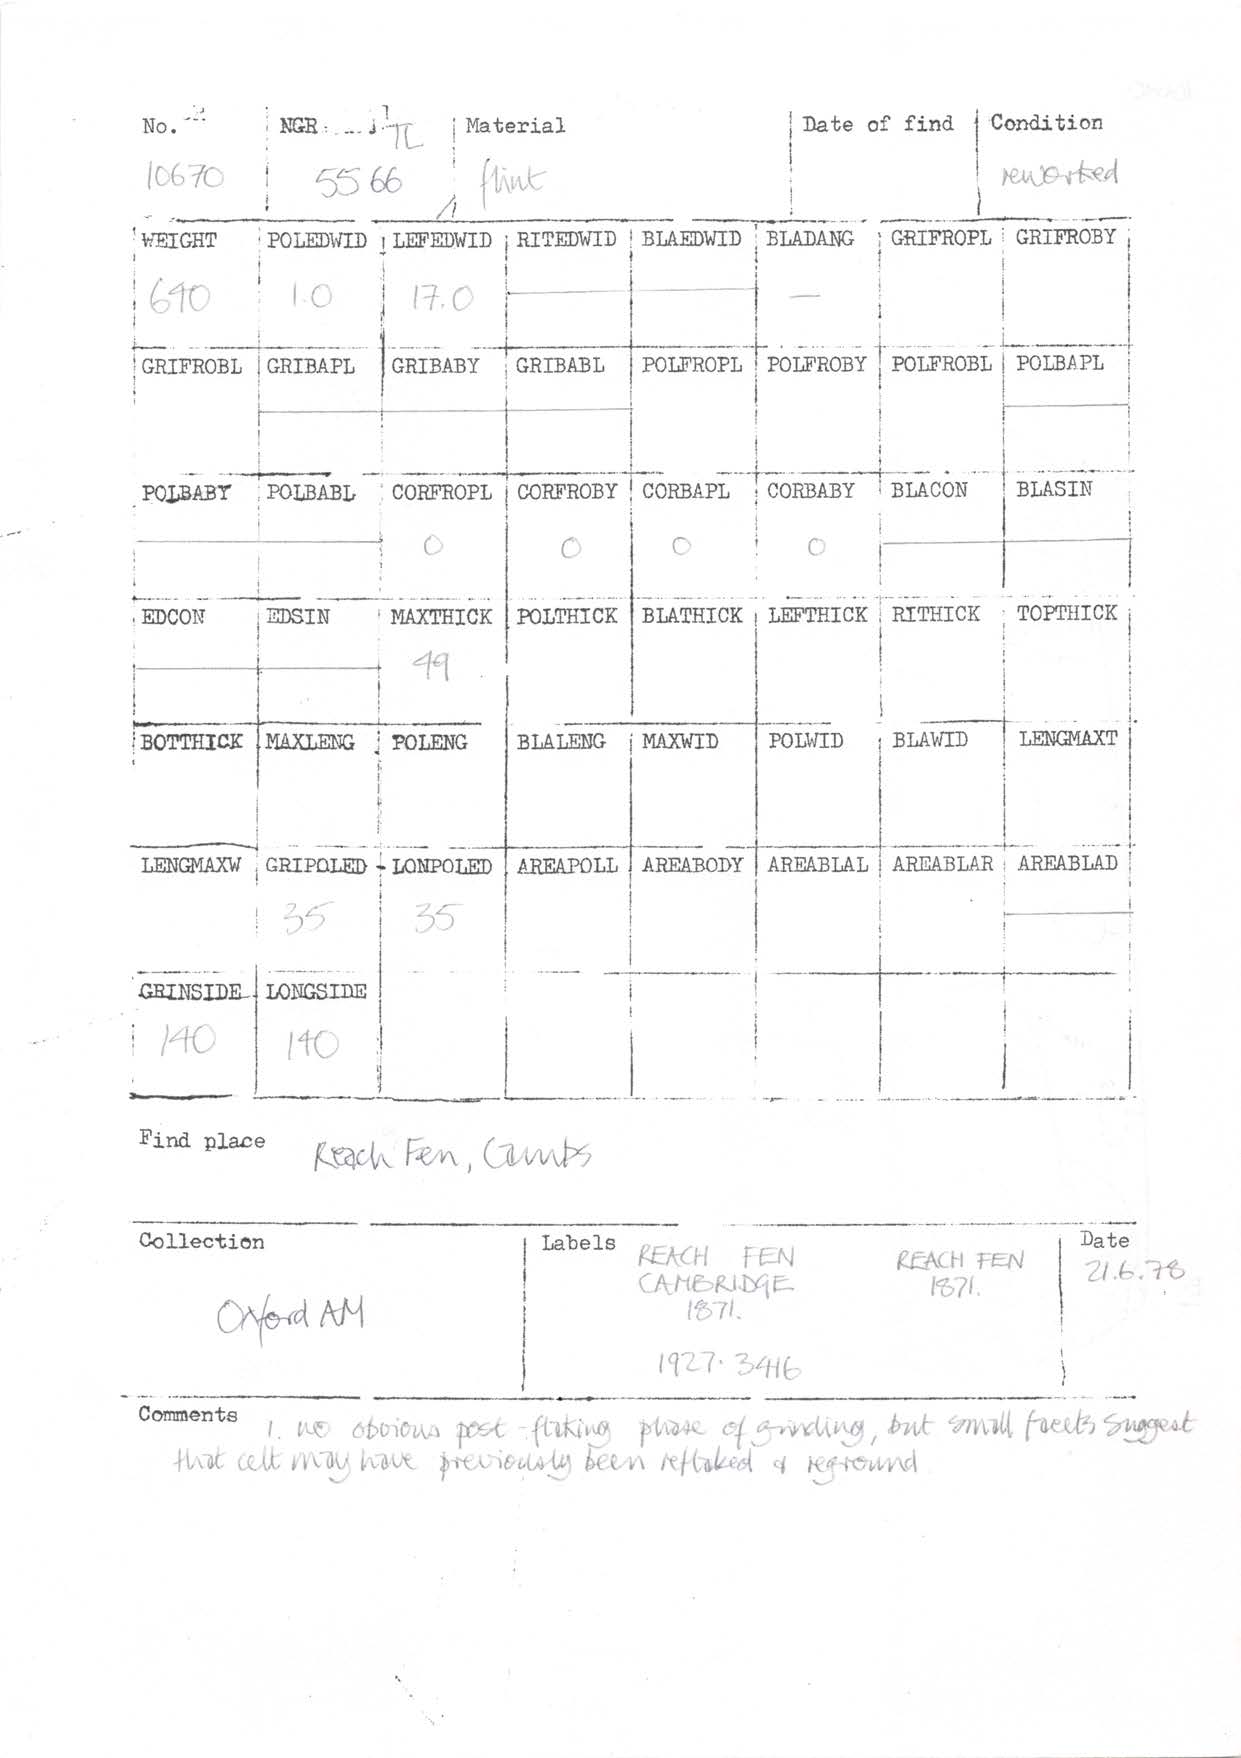 No. NGR TL Material Date of find Condition
10670 5566 flint reworked
WEIGHT POLEDWID LEFEDWID RITEDWID BLAEDWID BLADANG GRIFROPL GRIFROBY
640 1.0 17.0 —
GRIFROBL GRIBAPL GRIBABY GRIBABL POLFROPL POLFROBY POLFROBL POLBAPL
POLBABY POLBABL CORFROPL CORFROBY CORBAPL CORBABY BLACON BLASIN
0 0 0 0
EDCON EDSIN MAXTHICK POLTHICK BLATHICK LEFTHICK RITHICK TOPTHICK
49
BOTTHICK MAXLENG POLENG BLALENG MAXWID POLWID BLAWID LENGMAXT
LENGMAXW GRIPOLED LONPOLED AREAPOLL AREABODY AREABLAL AREABLAR AREABLAD
35 35
GRINSIDE LONGSIDE
140 140
Find place Reach Fen, Cambs
Collection Labels Date
Oxford AM
REACH FEN
CAMBRIDGE
1871.
1927.3416
REACH FEN
1871.
21.6.78
Comments 1. no obvious post-flaking phase of grinding, but small facets suggest
that celt may have previously been reflaked & reground